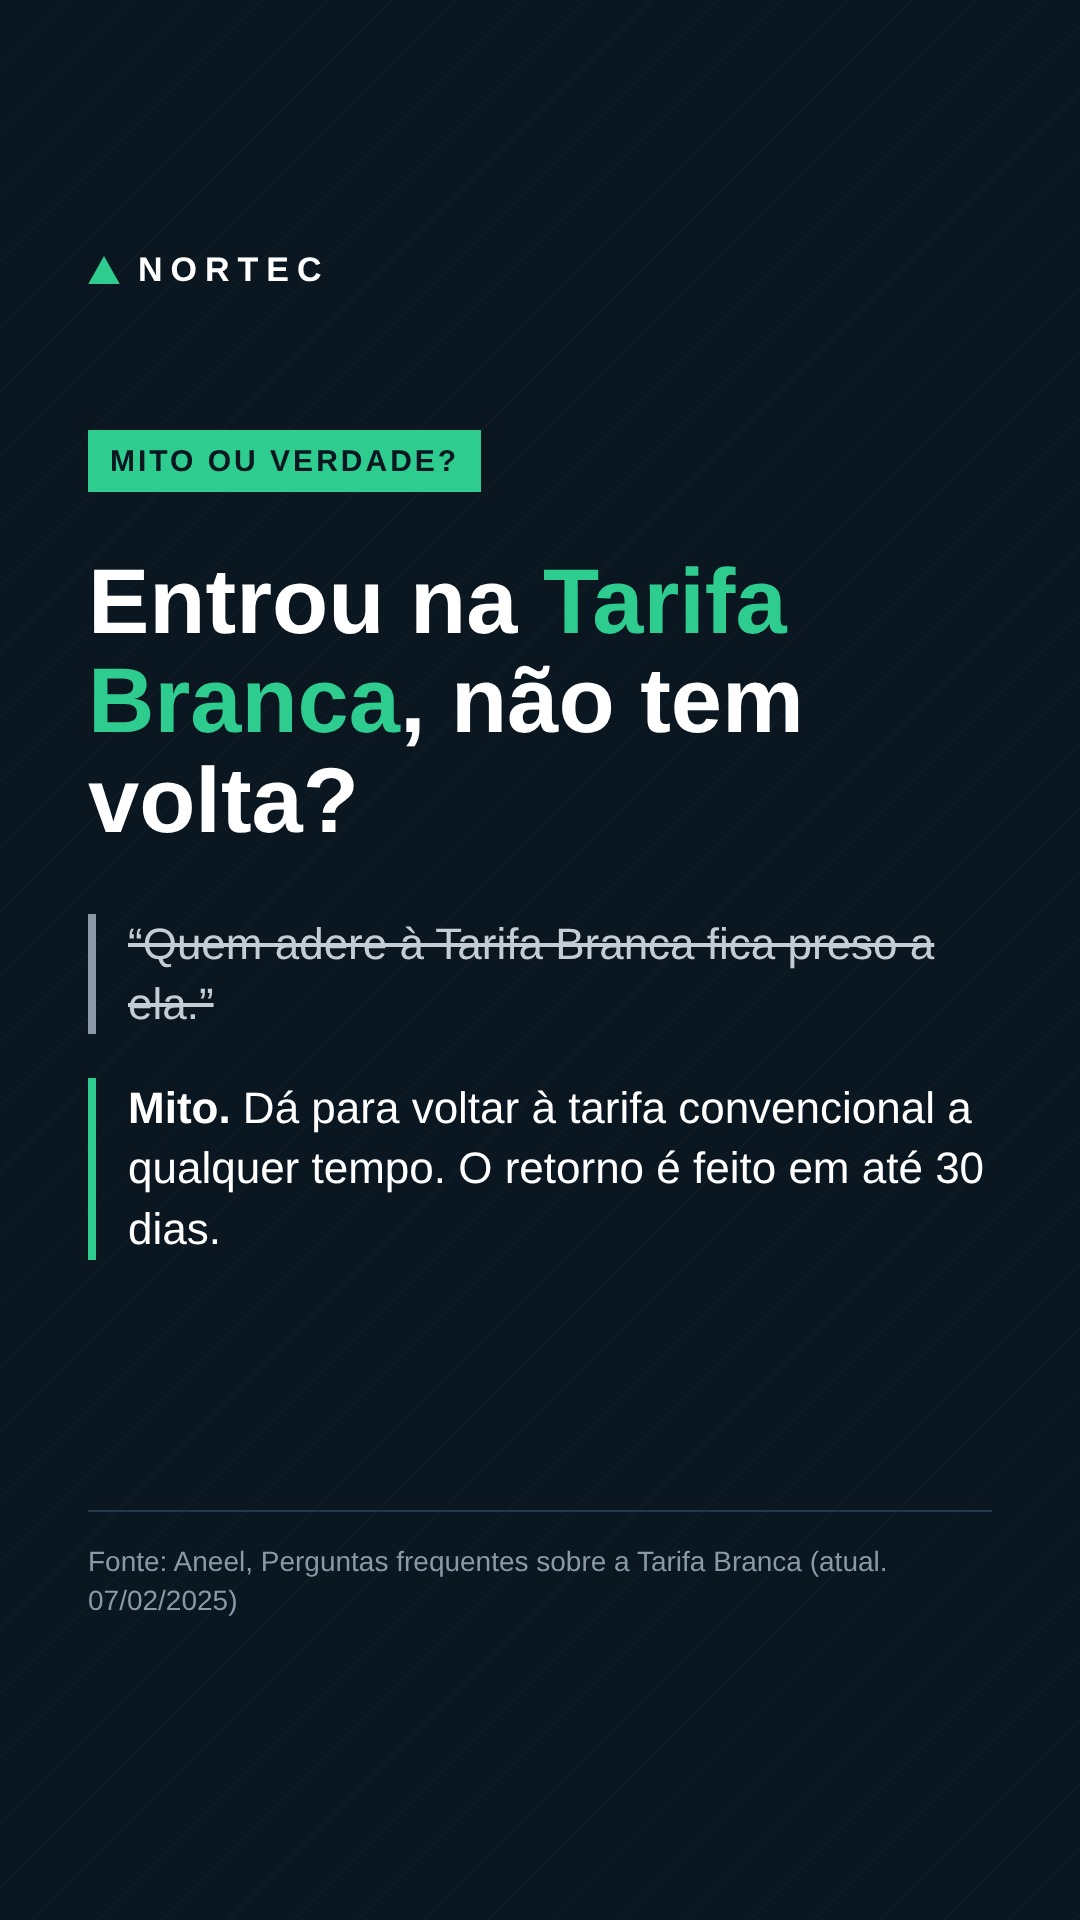 NORTEC
MITO OU VERDADE?
Entrou na Tarifa
Branca, não tem
volta?
“Quem adere à Tarifa Branca fica preso a
ela.”
Mito. Dá para voltar à tarifa convencional a
qualquer tempo. O retorno é feito em até 30
dias.
Fonte: Aneel, Perguntas frequentes sobre a Tarifa Branca (atual.
07/02/2025)